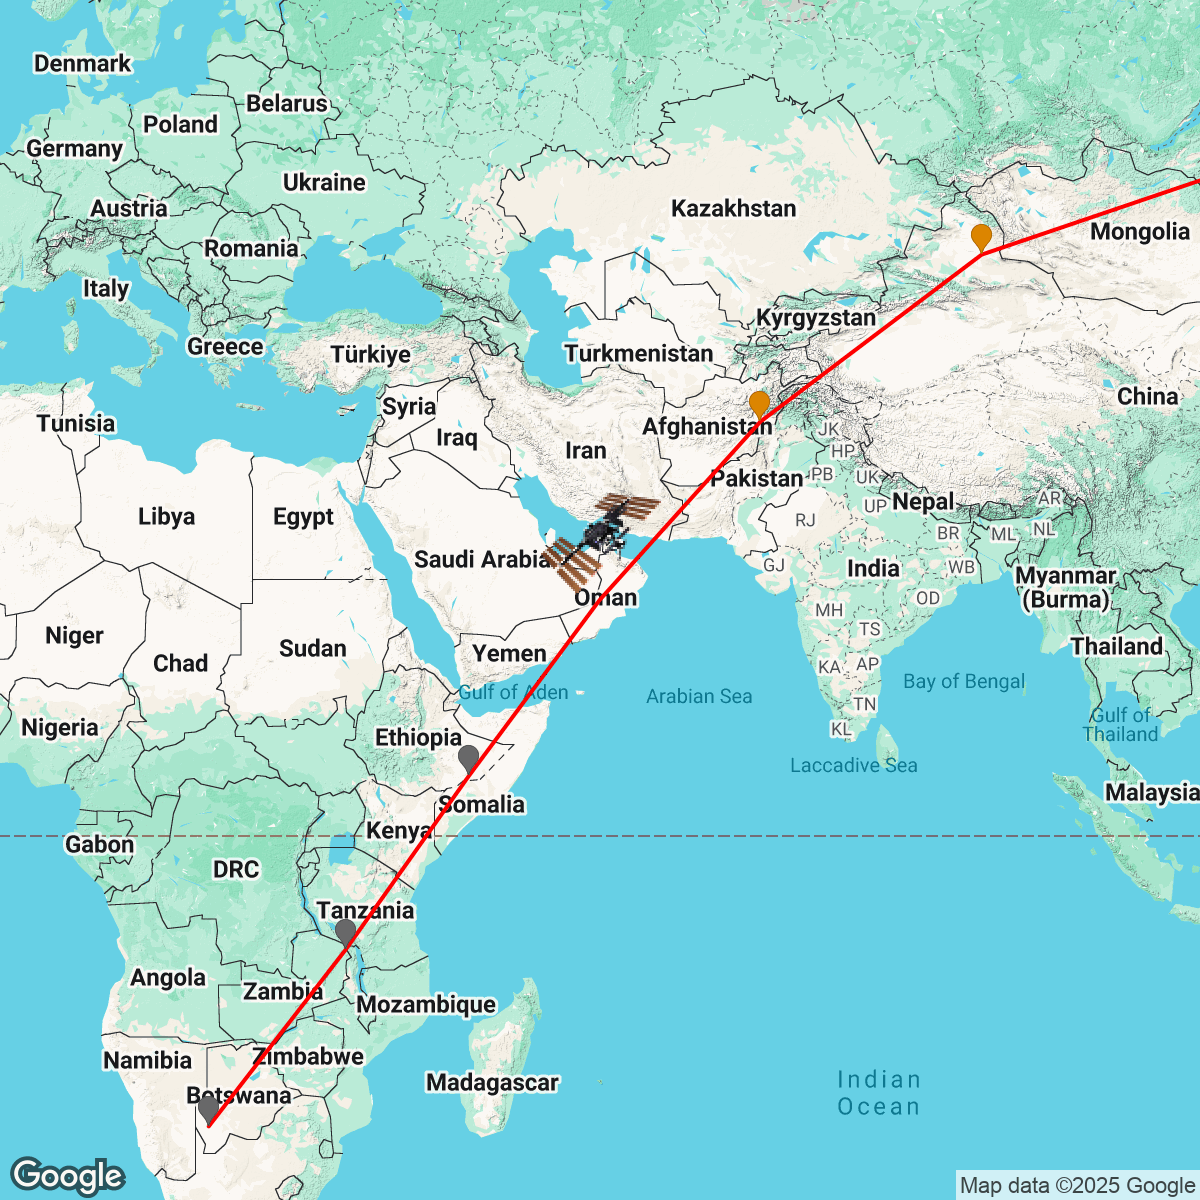 Denmark
Belarus
Poland
Germany
Ukraine
Austria
Kazakhstan
Mongolia
Romania
Italy
Kyrgyzstan
Greece
Türkiye
Turkmenistan
China
Syria
Tunisia
Iraq
Afghanistan
JK
Iran
HP
Pakistan
PB
UK
Nepal
AR
UP
Libya
Egypt
RJ
NL
BR
ML
Saudi Arabia
GJ
India
WB
Myanmar
(Burma)
Oman
OD
MH
TS
Niger
Sudan
Thailand
Chad
Yemen
KA
AP
Gulf of Aden
Arabian Sea
Bay of Bengal
TN
Nigeria
KL
Gulf of
Thailand
Ethiopia
Laccadive Sea
Malaysia
Somalia
Kenya
Gabon
DRC
Tanzania
Angola
Zambia
Mozambique
Namibia
Zimbabwe
Madagascar
Indian
Ocean
Botswana
Google
Map data ©2025 Google